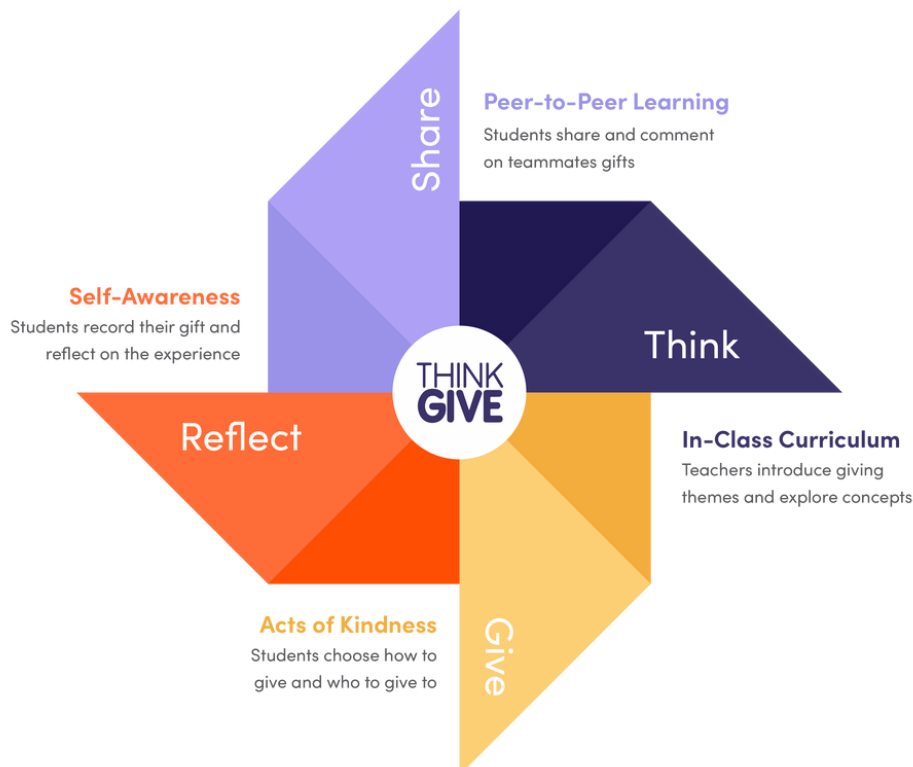 Share
Peer-to-Peer Learning
Students share and comment
on teammates gifts
Think
In-Class Curriculum
Teachers introduce giving
themes and explore concepts
Give
Acts of Kindness
Students choose how to
give and who to give to
Reflect
Self-Awareness
Students record their gift and
reflect on the experience
THINK
GIVE